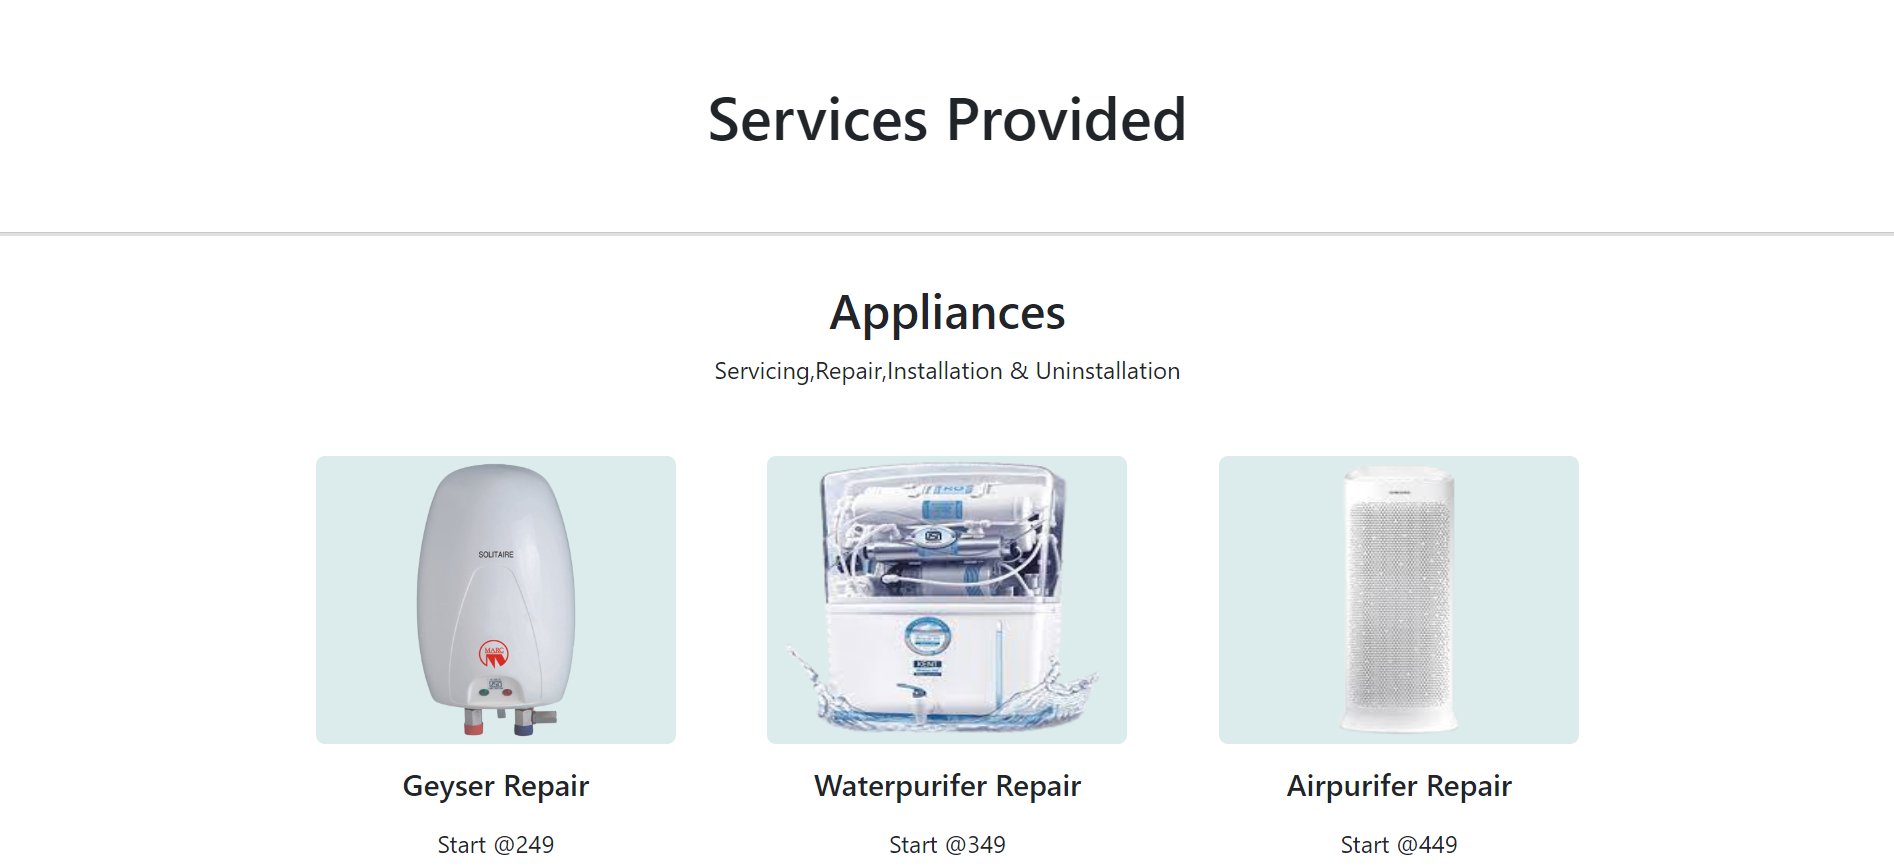 Services Provided
Appliances
Servicing,Repair,Installation & Uninstallation
SOLITAIRE
MARC
KENT
Geyser Repair
Waterpurifer Repair
Airpurifer Repair
Start @249
Start @349
Start @449